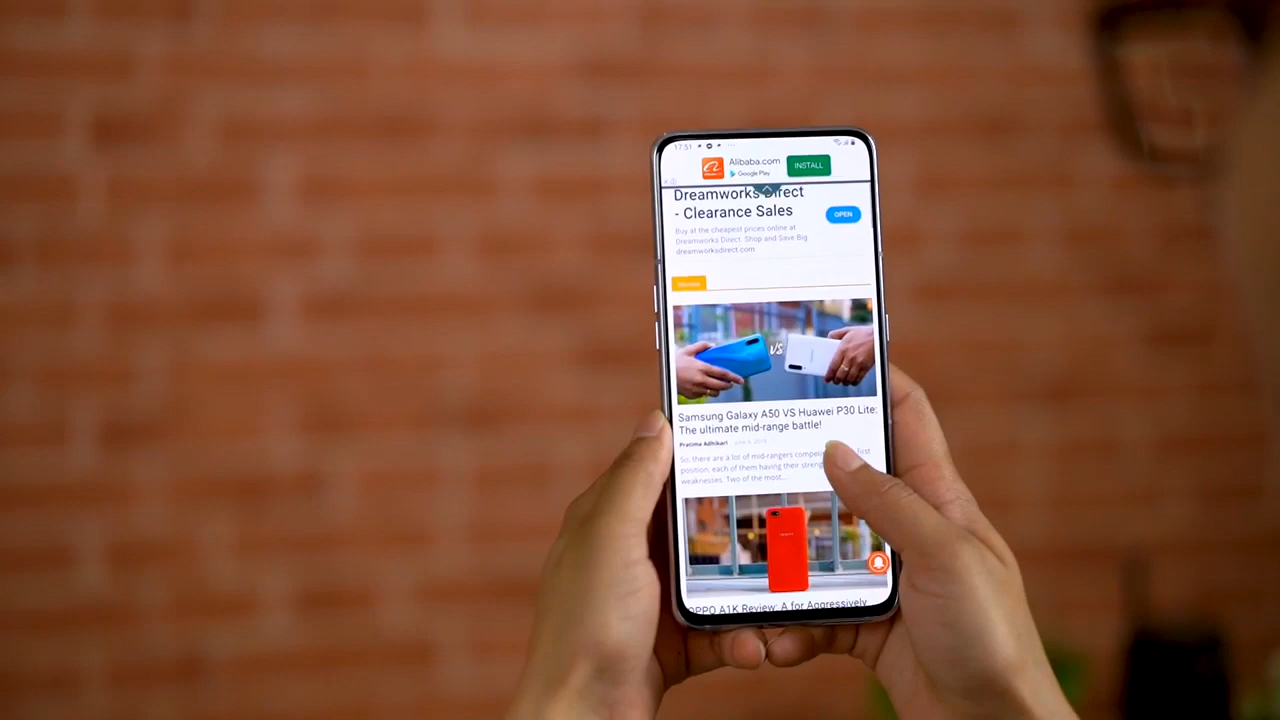 17:51
Alibaba.com
Google Play
INSTALL
Dreamworks Direct
- Clearance Sales
OPEN
Buy at the cheapest prices online at
Dreamworks Direct. Shop and Save Big
dreamworksdirect.com
VS
Samsung Galaxy A50 VS Huawei P30 Lite:
The ultimate mid-range battle!
Pratima Adhikari
So, there are a lot of mid-rangers first
position, each of them having their
weaknesses. Two of the most...
OPPO A1K Review: A for Aggressively